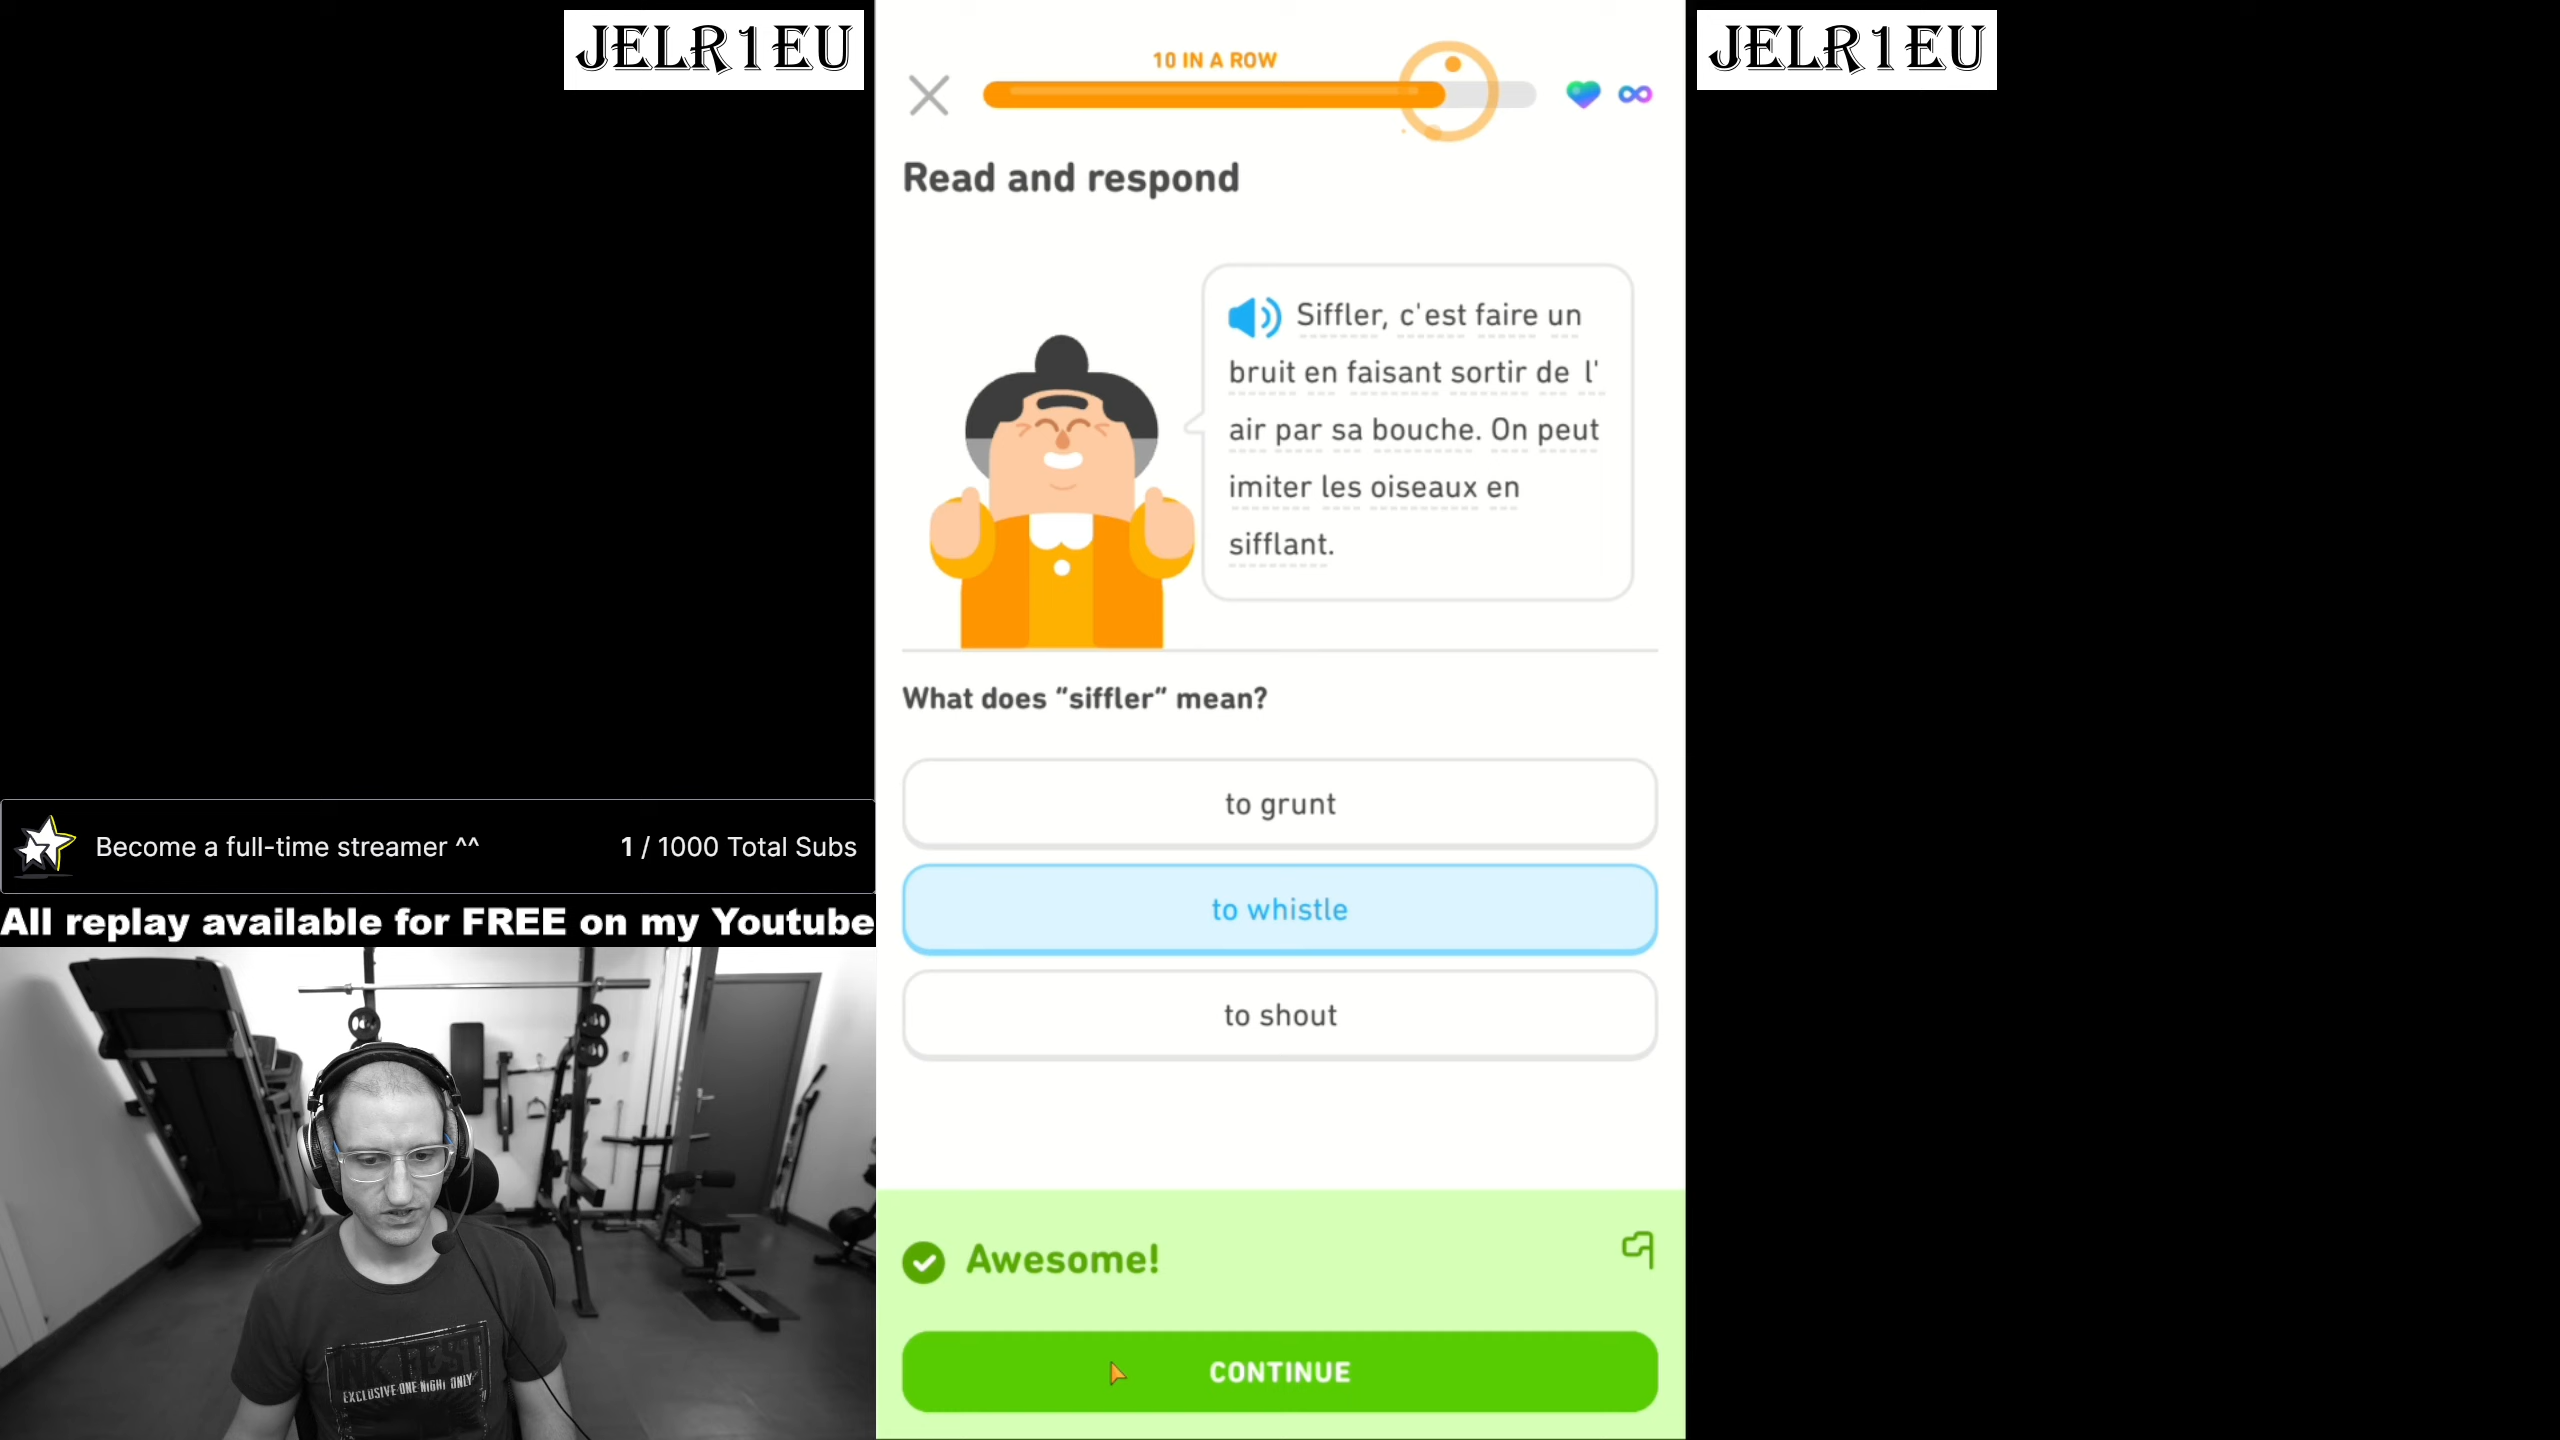 JELR1EU
JELR1EU
10 IN A ROW
Read and respond
Siffler, c'est faire un
bruit en faisant sortir de l'
air par sa bouche. On peut
imiter les oiseaux en
sifflant.
What does “siffler” mean?
to grunt
to whistle
to shout
Awesome!
CONTINUE
Become a full-time streamer ^^
1 / 1000 Total Subs
All replay available for FREE on my Youtube
EXCLUSIVE ONE NIGHT ONLY